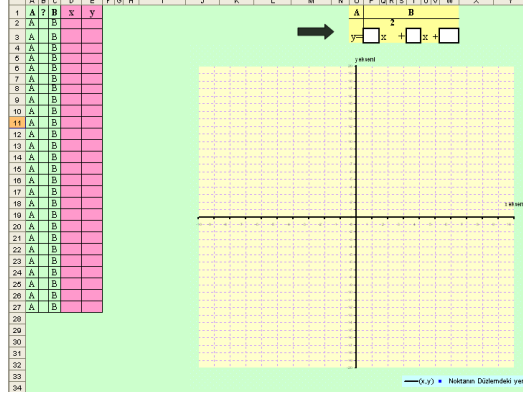 A B C D E F G H I J K L M N O P Q R S T U V W X Y
1 A ? B x y A B
2 A B 2
3 A B y= x + x +
4 A B
5 A B y ekseni
6 A B
7 A B
8 A B
9 A B
10 A B
11 A B
12 A B
13 A B
14 A B
15 A B
16 A B
17 A B
18 A B
19 A B
20 A B
21 A B
22 A B
23 A B
24 A B
25 A B
26 A B
27 A B
28
29
30
31
32
33
34 (x,y) Noktanın Düzlemdeki yer